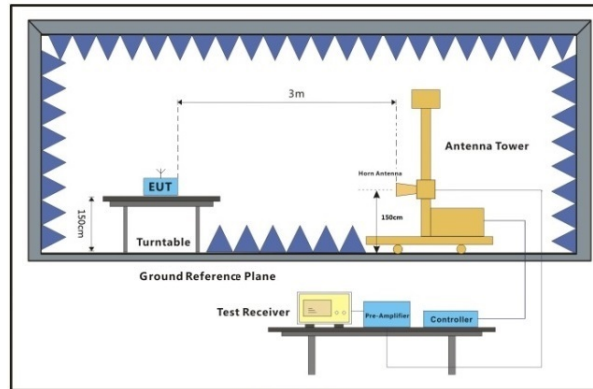 3m
Antenna Tower
Horn Antenna
EUT
150cm
150cm
Turntable
Ground Reference Plane
Test Receiver
Pre-Amplifier
Controller